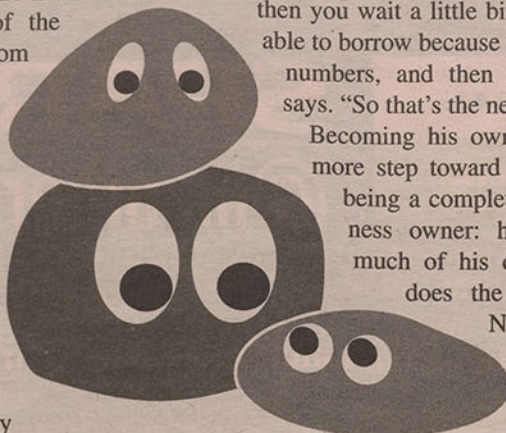 of the
om
y
then you wait a little bi
able to borrow because
numbers, and then
says. “So that’s the ne
Becoming his own
more step toward
being a complet
ness owner: h
much of his
does the
N